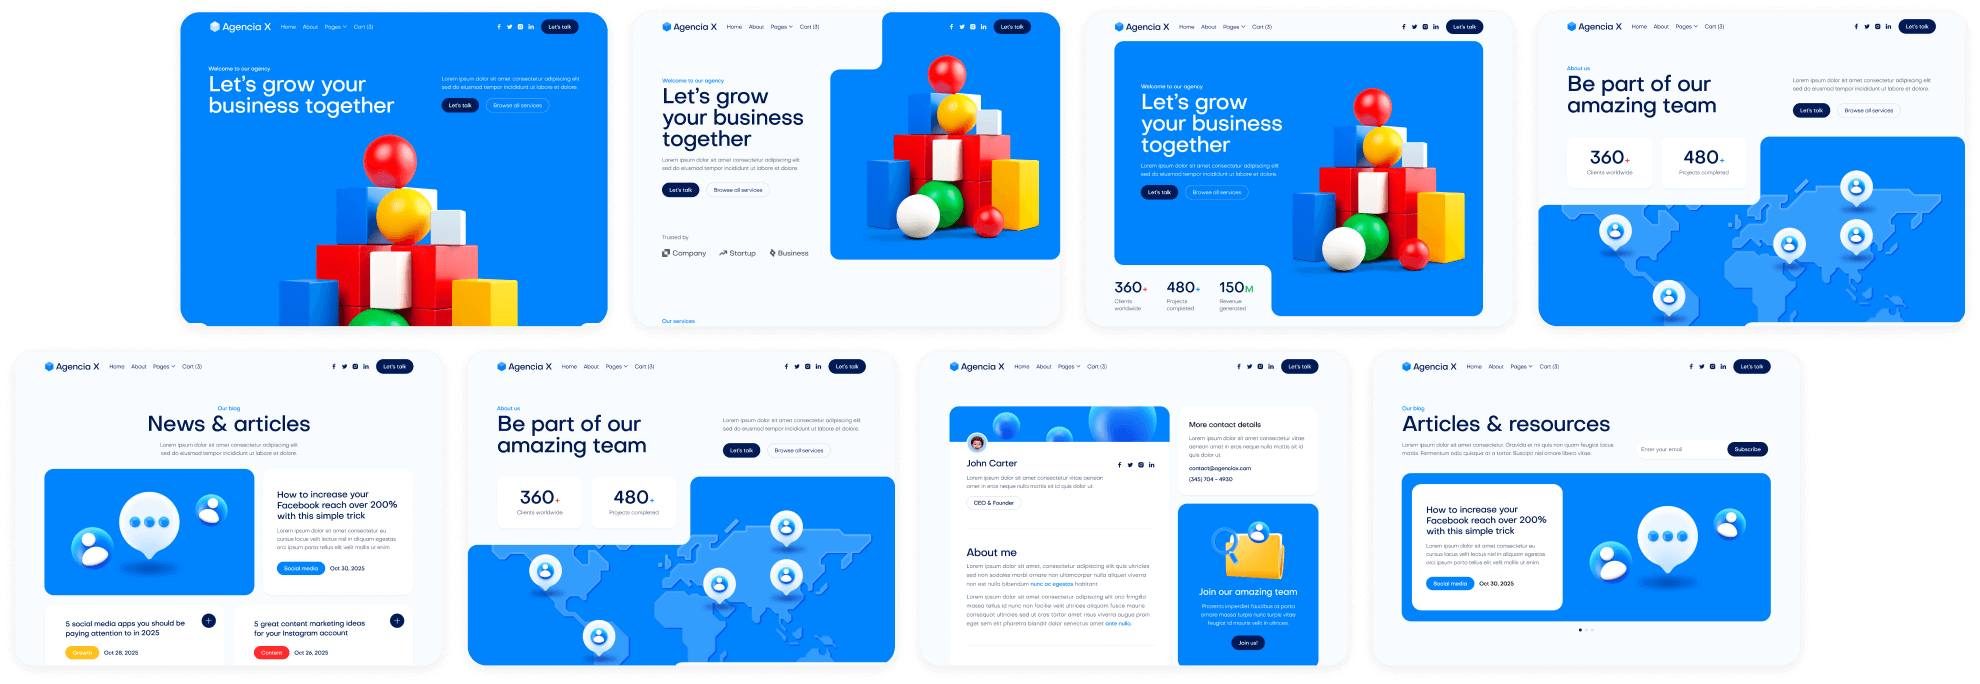 Agencia X Home About Pages Cart (3) Let's talk
Welcome to our agency
Let's grow your
business together
Lorem ipsum dolor sit amet consectetur adipiscing elit
sed do eiusmod tempor incididunt ut labore et dolore.
Let's talk Browse all services
Agencia X Home About Pages Cart (3) Let's talk
Welcome to our agency
Let's grow
your business
together
Lorem ipsum dolor sit amet consectetur adipiscing elit
sed do eiusmod tempor incididunt ut labore et dolore.
Let's talk Browse all services
Trusted by
Company Startup Business
Our services
Agencia X Home About Pages Cart (3) Let's talk
Welcome to our agency
Let's grow
your business
together
Lorem ipsum dolor sit amet consectetur adipiscing elit
sed do eiusmod tempor incididunt ut labore et dolore.
Let's talk Browse all services
360+ 480+ 150M
Clients Projects Revenue
worldwide completed generated
Agencia X Home About Pages Cart (3) Let's talk
About us
Be part of our
amazing team
Lorem ipsum dolor sit amet consectetur adipiscing elit
sed do eiusmod tempor incididunt ut labore et dolore.
Let's talk Browse all services
360+ 480+
Clients worldwide Projects completed
Agencia X Home About Pages Cart (3) Let's talk
Our blog
News & articles
Lorem ipsum dolor sit amet consectetur adipiscing elit
sed do eiusmod tempor incididunt ut labore et dolore.
How to increase your
Facebook reach over 200%
with this simple trick
Lorem ipsum dolor sit amet consectetur eu
cursus lacus velit lectus nisl in aliquam egestas
orci ipsum porta tellus elit velit mollis ut enim.
Social media Oct 30, 2025
5 social media apps you should be
paying attention to in 2025
Growth Oct 28, 2025
5 great content marketing ideas
for your Instagram account
Content Oct 26, 2025
Agencia X Home About Pages Cart (3) Let's talk
About us
Be part of our
amazing team
Lorem ipsum dolor sit amet consectetur adipiscing elit
sed do eiusmod tempor incididunt ut labore et dolore.
Let's talk Browse all services
360+ 480+
Clients worldwide Projects completed
Agencia X Home About Pages Cart (3) Let's talk
John Carter
Lorem ipsum dolor sit amet consectetur vitae aenean
amet in eros neque nulla mattis sit id quis dolor ut.
CEO & Founder
About me
Lorem ipsum dolor sit amet consectetur adipiscing quis ultricies
sed non sodales morbi ornare non ullamcorper nulla aliquet viverra
non est nulla bibendum nunc ac egestas habitant.
Lorem ipsum dolor sit amet consectetur adipiscing elit orci fringilla
massa tellus id nunc non facilisi velit ultricies aliquam fusce mauris
consequat ultricies sed ut cras tortor amet viverra augue proin
eget sem elit pharetra blandit dolor senectus amet ante nulla.
More contact details
Lorem ipsum dolor sit amet consectetur vitae
aenean amet in eros neque nulla mattis sit id
quis dolor ut
contact@agenciax.com
(345) 704 - 4930
Join our amazing team
Pharetra imperdiet faucibus at porta
ornare massa turpis nunc turpis vitae
feugiat id mauris velit in ultrices.
Join us!
Agencia X Home About Pages Cart (3) Let's talk
Our blog
Articles & resources
Lorem ipsum dolor sit amet consectetur. Gravida et mi quis non quam feugiat lacus
mattis. Fermentum odio quisque at a tortor. Suscipit nisl ornare libero vitae.
Enter your email Subscribe
How to increase your
Facebook reach over 200%
with this simple trick
Lorem ipsum dolor sit amet consectetur eu
cursus lacus velit lectus nisl in aliquam egestas
orci ipsum porta tellus elit velit mollis ut enim.
Social media Oct 30, 2025